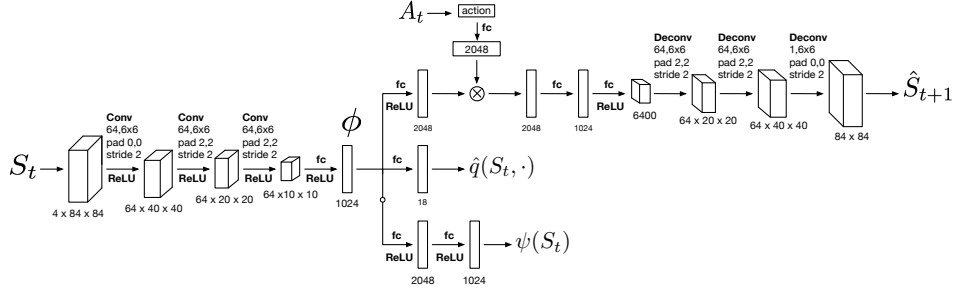 A_t
action
fc
2048
Deconv
64,6x6
pad 2,2
stride 2
Deconv
64,6x6
pad 2,2
stride 2
Deconv
1,6x6
pad 0,0
stride 2
fc
ReLU
2048
⊗
2048
fc
1024
fc
ReLU
6400
64 x 20 x 20
64 x 40 x 40
84 x 84
Ŝ_{t+1}
S_t
4 x 84 x 84
Conv
64,6x6
pad 0,0
stride 2
ReLU
64 x 40 x 40
Conv
64,6x6
pad 2,2
stride 2
ReLU
64 x 20 x 20
Conv
64,6x6
pad 2,2
stride 2
ReLU
64 x10 x 10
fc
ReLU
ϕ
1024
fc
18
q̂(S_t, ·)
fc
ReLU
2048
fc
ReLU
1024
ψ(S_t)